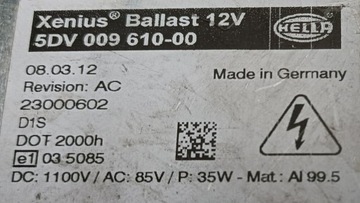 Xenius® Ballast 12V
5DV 009 610-00
HELLA
08.03.12
Made in Germany
Revision: AC
23000602
D1S
DOT 2000h
e1 03 5085
DC: 1100V / AC: 85V / P: 35W - Mat.: Al 99.5